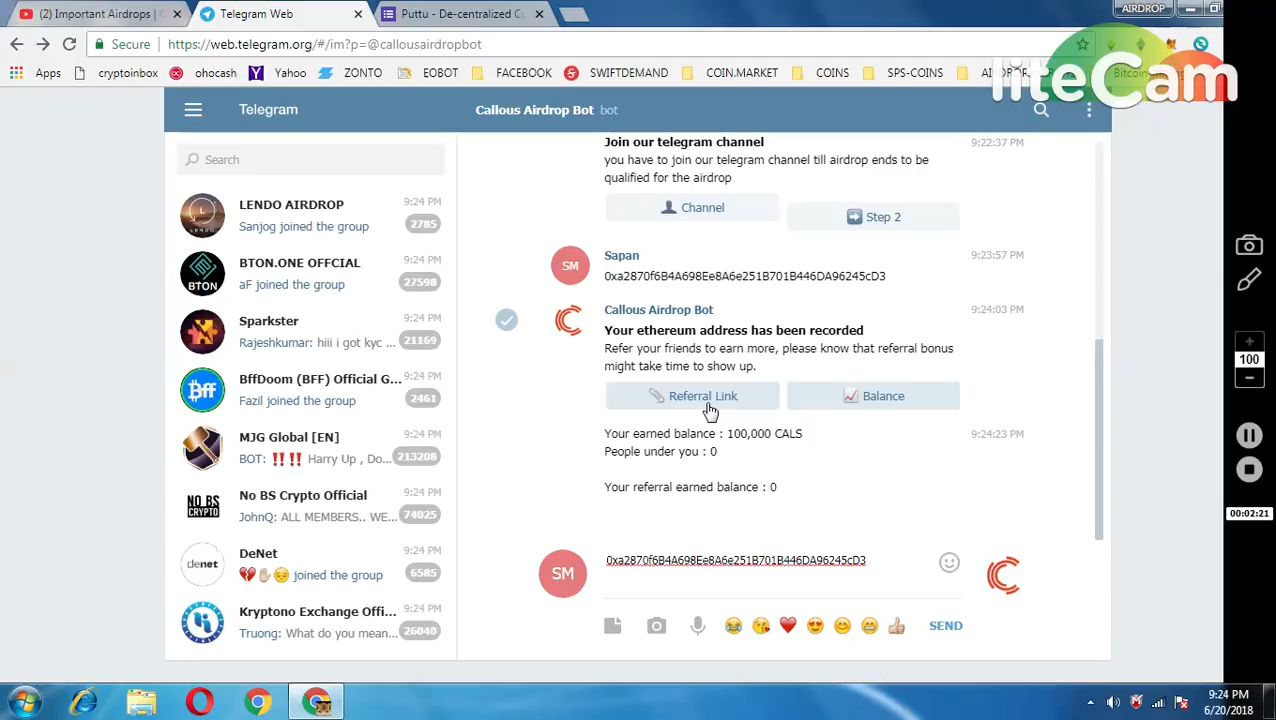 (2) Important Airdrops |
Telegram Web
Puttu - De-centralized C
AIRDROP
Secure
https://web.telegram.org/#/im?p=@callousairdropbot
Apps
cryptoinbox
ohocash
Yahoo
ZONTO
EOBOT
FACEBOOK
SWIFTDEMAND
COIN.MARKET
COINS
SPS-COINS
liteCam
Telegram
Callous Airdrop Bot bot
Search
LENDO AIRDROP 9:24 PM
Sanjog joined the group 2785
BTON.ONE OFFCIAL 9:24 PM
aF joined the group 27598
BTON
Sparkster 9:24 PM
Rajeshkumar: hiii i got kyc ... 21169
BffDoom (BFF) Official G... 9:24 PM
Fazil joined the group 2461
Bff
MJG Global [EN] 9:24 PM
BOT: ‼️ ‼️ Harry Up , Do... 213208
No BS Crypto Official 9:24 PM
JohnQ: ALL MEMBERS.. WE... 74025
NO BS
CRYPTO
DeNet 9:24 PM
💔✋😔 joined the group 6585
denet
Kryptono Exchange Offi... 9:24 PM
Truong: What do you mean... 26040
Join our telegram channel 9:22:37 PM
you have to join our telegram channel till airdrop ends to be
qualified for the airdrop
Channel
Step 2
SM
Sapan 9:23:57 PM
0xa2870f6B4A698Ee8A6e251B701B446DA96245cD3
Callous Airdrop Bot 9:24:03 PM
Your ethereum address has been recorded
Refer your friends to earn more, please know that referral bonus
might take time to show up.
Referral Link
Balance
Your earned balance : 100,000 CALS 9:24:23 PM
People under you : 0
Your referral earned balance : 0
SM
0xa2870f6B4A698Ee8A6e251B701B446DA96245cD3
SEND
100
00:02:21
9:24 PM
6/20/2018